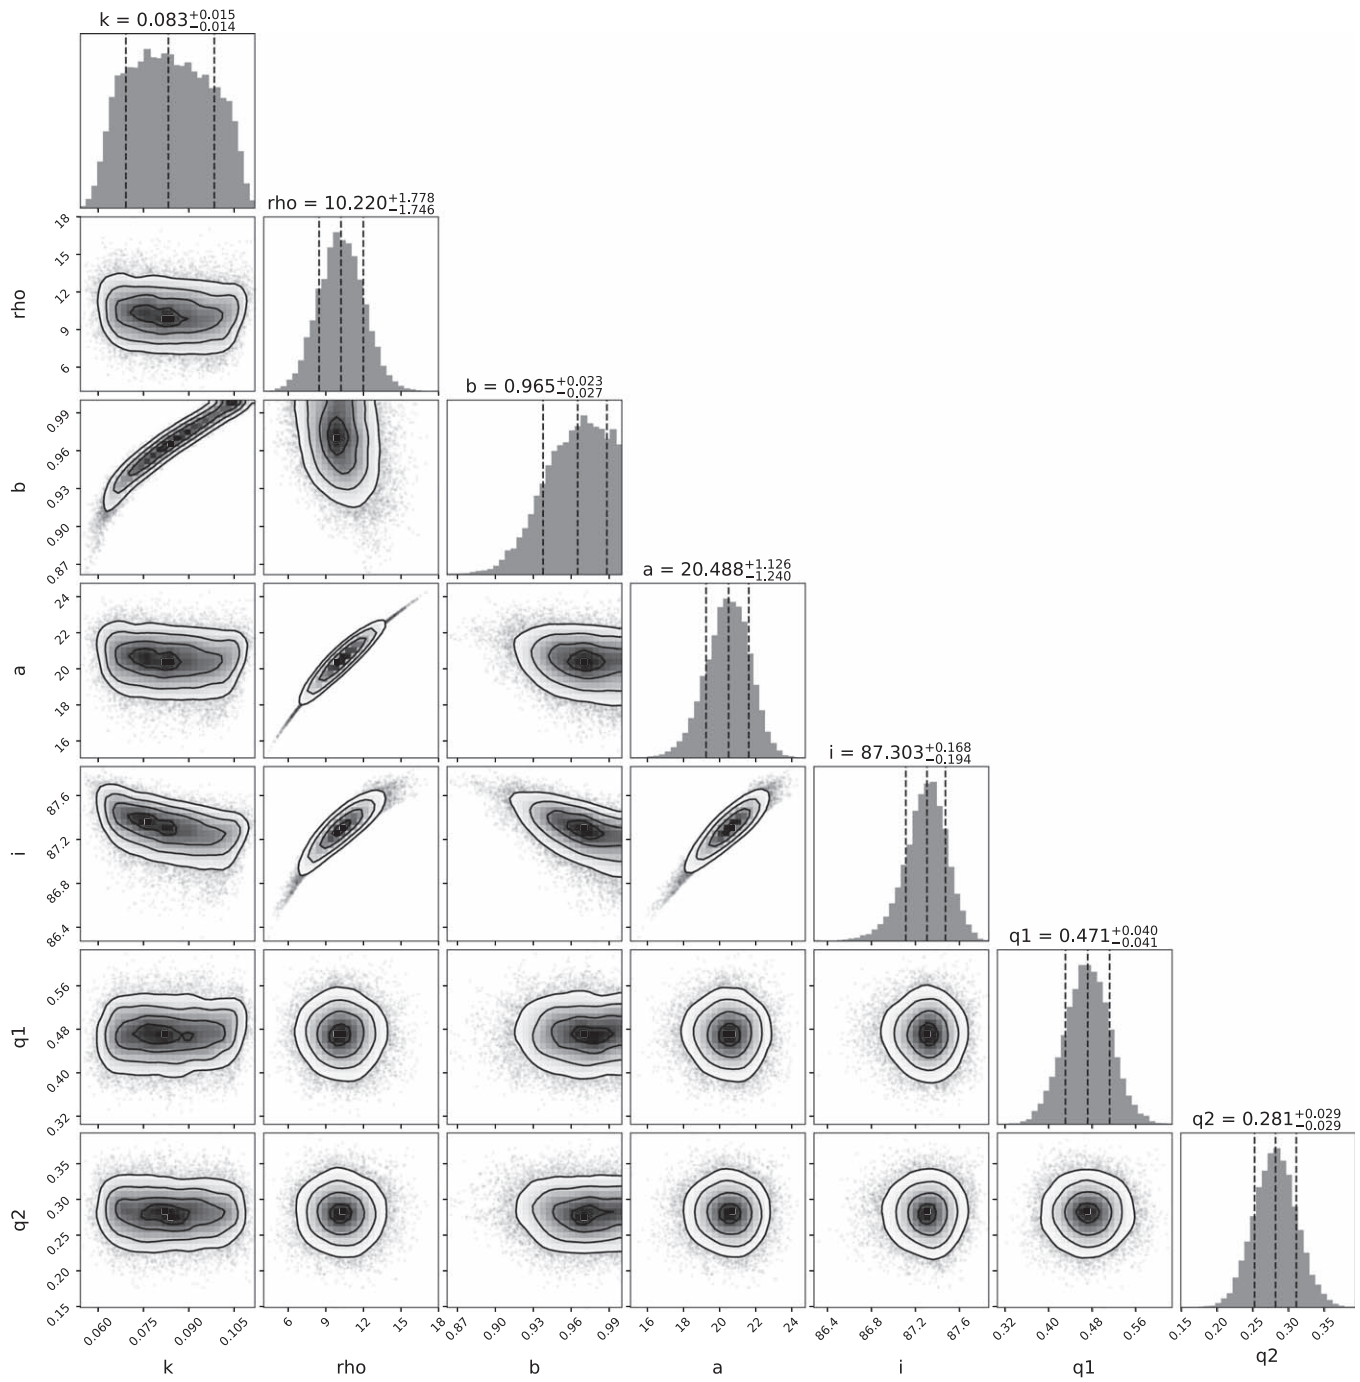 k = 0.083 +0.015 −0.014
rho = 10.220 +1.778 −1.746
18
15
12
9
6
rho
b = 0.965 +0.023 −0.027
0.99
0.96
0.93
0.90
0.87
b
a = 20.488 +1.126 −1.240
24
22
20
18
16
a
i = 87.303 +0.168 −0.194
87.6
87.2
86.8
86.4
i
q1 = 0.471 +0.040 −0.041
0.56
0.48
0.40
0.32
q1
q2 = 0.281 +0.029 −0.029
0.35
0.30
0.25
0.20
0.15
q2
0.060 0.075 0.090 0.105 6 9 12 15 18 0.87 0.90 0.93 0.96 0.99 16 18 20 22 24 86.4 86.8 87.2 87.6 0.32 0.40 0.48 0.56 0.15 0.20 0.25 0.30 0.35
k rho b a i q1 q2